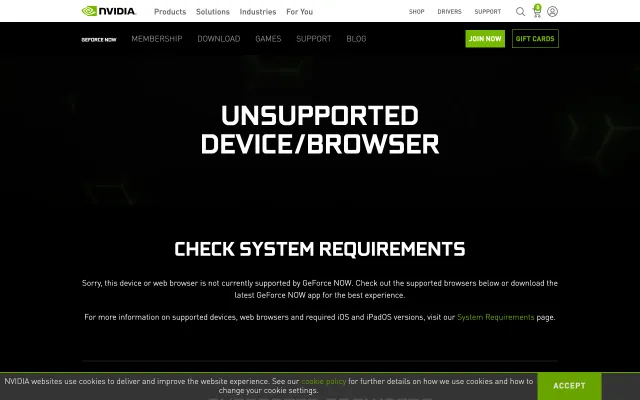 NVIDIA.
Products Solutions Industries For You
SHOP DRIVERS SUPPORT
GEFORCE NOW
MEMBERSHIP DOWNLOAD GAMES SUPPORT BLOG
JOIN NOW GIFT CARDS
UNSUPPORTED
DEVICE/BROWSER
CHECK SYSTEM REQUIREMENTS
Sorry, this device or web browser is not currently supported by GeForce NOW. Check out the supported browsers below or download the
latest GeForce NOW app for the best experience.
For more information on supported devices, web browsers and required iOS and iPadOS versions, visit our System Requirements page.
NVIDIA websites use cookies to deliver and improve the website experience. See our cookie policy for further details on how we use cookies and how to
change your cookie settings.
ACCEPT